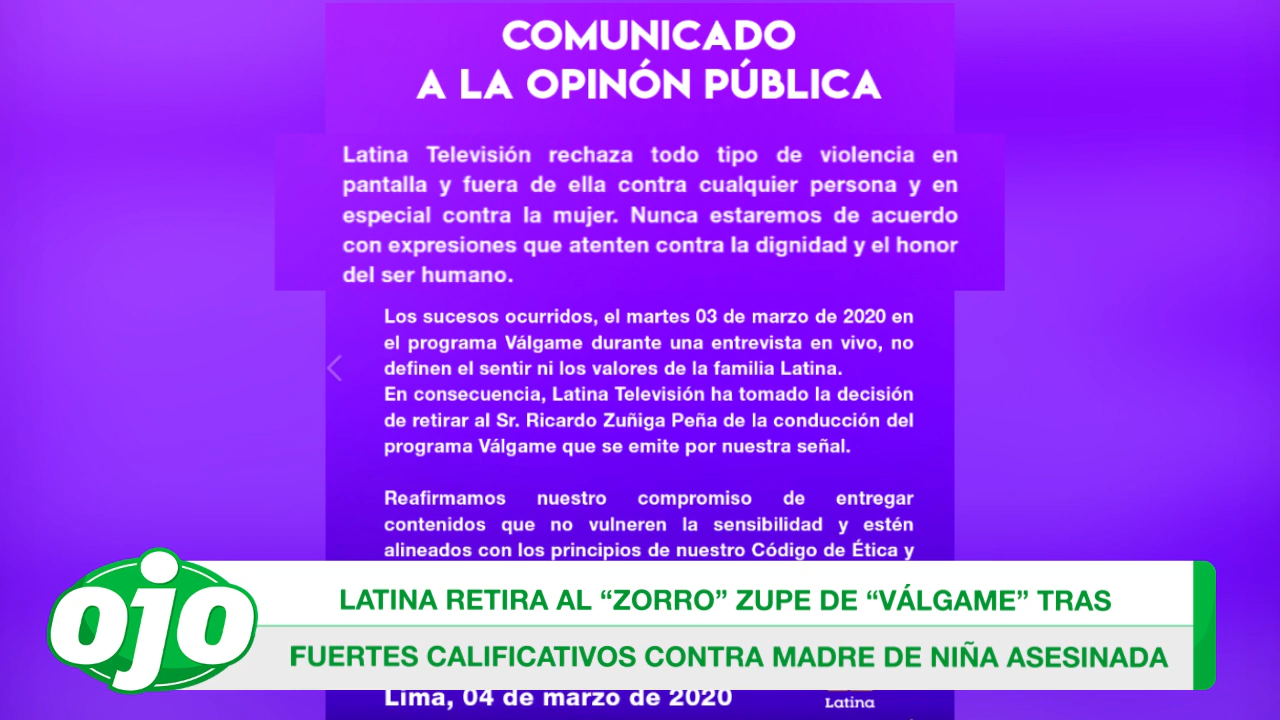 COMUNICADO
A LA OPINÓN PÚBLICA
Latina Televisión rechaza todo tipo de violencia en
pantalla y fuera de ella contra cualquier persona y en
especial contra la mujer. Nunca estaremos de acuerdo
con expresiones que atenten contra la dignidad y el honor
del ser humano.
Los sucesos ocurridos, el martes 03 de marzo de 2020 en
el programa Válgame durante una entrevista en vivo, no
definen el sentir ni los valores de la familia Latina.
En consecuencia, Latina Televisión ha tomado la decisión
de retirar al Sr. Ricardo Zuñiga Peña de la conducción del
programa Válgame que se emite por nuestra señal.
Reafirmamos nuestro compromiso de entregar
contenidos que no vulneren la sensibilidad y estén
alineados con los principios de nuestro Código de Ética y
ojo
LATINA RETIRA AL “ZORRO” ZUPE DE “VÁLGAME” TRAS
FUERTES CALIFICATIVOS CONTRA MADRE DE NIÑA ASESINADA
Lima, 04 de marzo de 2020
Latina